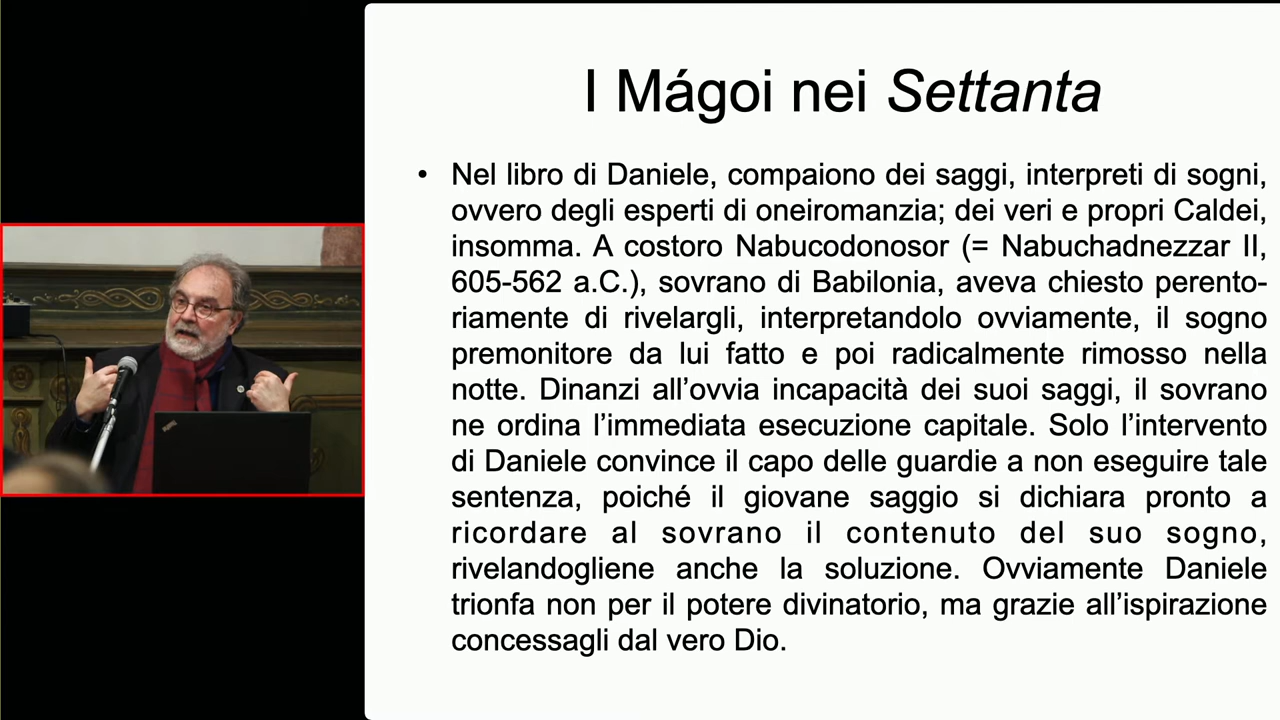 I Mágoi nei Settanta
• Nel libro di Daniele, compaiono dei saggi, interpreti di sogni,
ovvero degli esperti di oneiromanzia; dei veri e propri Caldei,
insomma. A costoro Nabucodonosor (= Nabuchadnezzar II,
605-562 a.C.), sovrano di Babilonia, aveva chiesto perento-
riamente di rivelargli, interpretandolo ovviamente, il sogno
premonitore da lui fatto e poi radicalmente rimosso nella
notte. Dinanzi all’ovvia incapacità dei suoi saggi, il sovrano
ne ordina l’immediata esecuzione capitale. Solo l’intervento
di Daniele convince il capo delle guardie a non eseguire tale
sentenza, poiché il giovane saggio si dichiara pronto a
ricordare al sovrano il contenuto del suo sogno,
rivelandogliene anche la soluzione. Ovviamente Daniele
trionfa non per il potere divinatorio, ma grazie all’ispirazione
concessagli dal vero Dio.